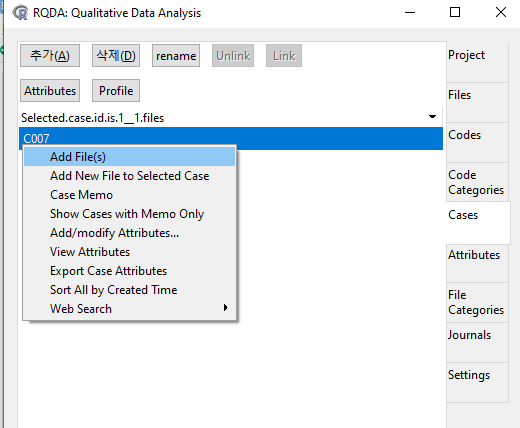 RQDA: Qualitative Data Analysis
추가(A) 삭제(D) rename Unlink Link
Attributes Profile
Selected.case.id.is.1__1.files
C007
Add File(s)
Add New File to Selected Case
Case Memo
Show Cases with Memo Only
Add/modify Attributes...
View Attributes
Export Case Attributes
Sort All by Created Time
Web Search
Project
Files
Codes
Code
Categories
Cases
Attributes
File
Categories
Journals
Settings